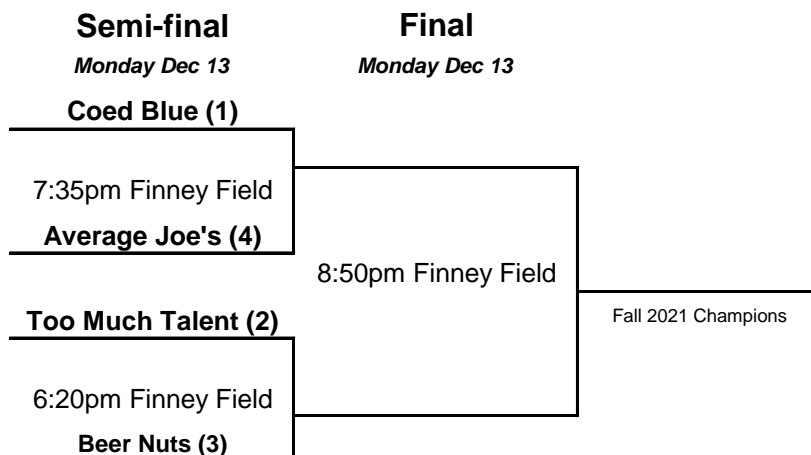 Semi-final
Final
Monday Dec 13
Monday Dec 13
Coed Blue (1)
7:35pm Finney Field
Average Joe's (4)
8:50pm Finney Field
Too Much Talent (2)
Fall 2021 Champions
6:20pm Finney Field
Beer Nuts (3)